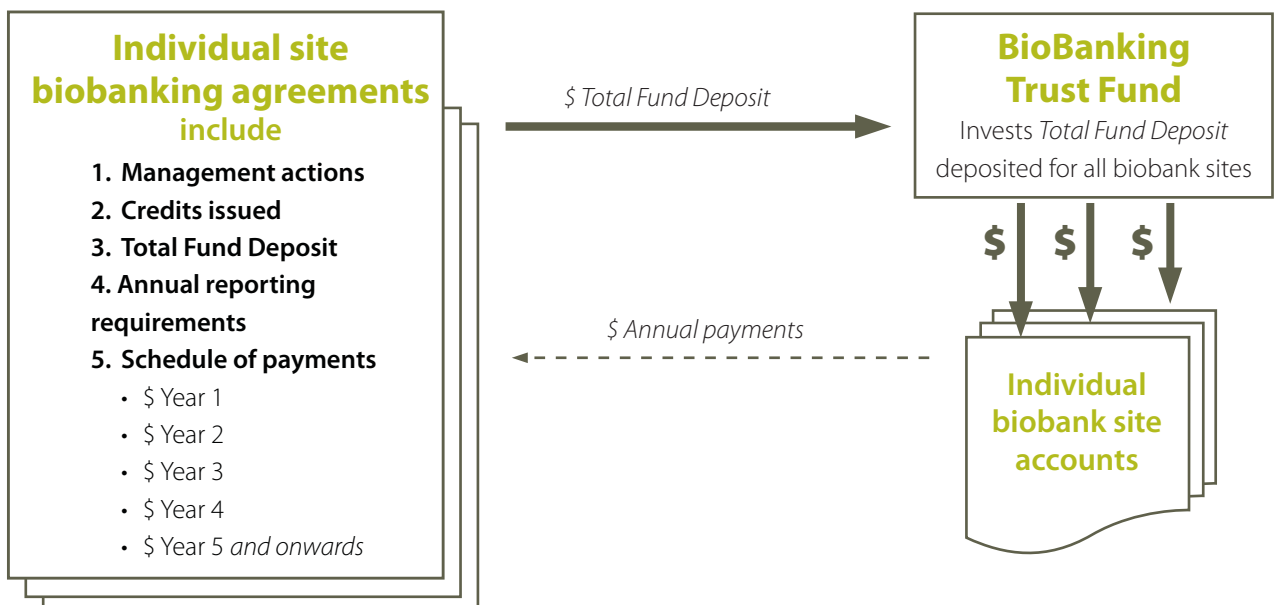 Individual site
biobanking agreements
include
1. Management actions
2. Credits issued
3. Total Fund Deposit
4. Annual reporting
requirements
5. Schedule of payments
• $ Year 1
• $ Year 2
• $ Year 3
• $ Year 4
• $ Year 5 and onwards
$ Total Fund Deposit
BioBanking
Trust Fund
Invests Total Fund Deposit
deposited for all biobank sites
$ $ $
$ Annual payments
Individual
biobank site
accounts